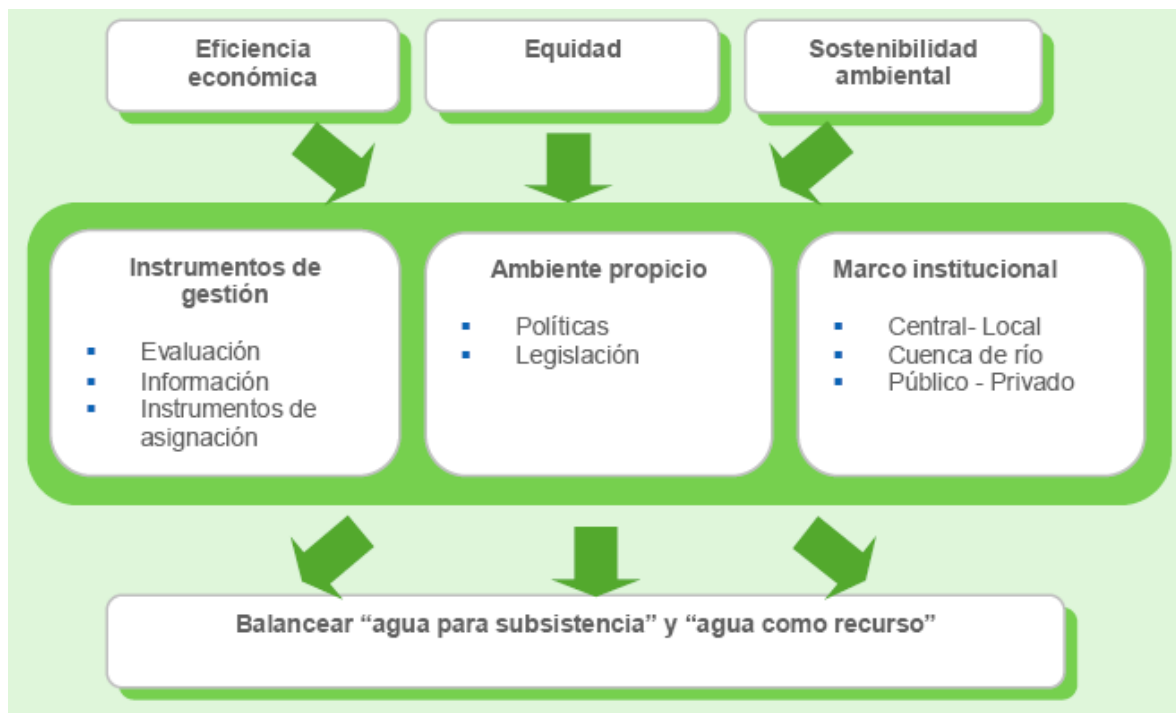 Eficiencia
económica
Equidad
Sostenibilidad
ambiental
Instrumentos de
gestión
▪ Evaluación
▪ Información
▪ Instrumentos de
asignación
Ambiente propicio
▪ Políticas
▪ Legislación
Marco institucional
▪ Central- Local
▪ Cuenca de río
▪ Público - Privado
Balancear “agua para subsistencia” y “agua como recurso”